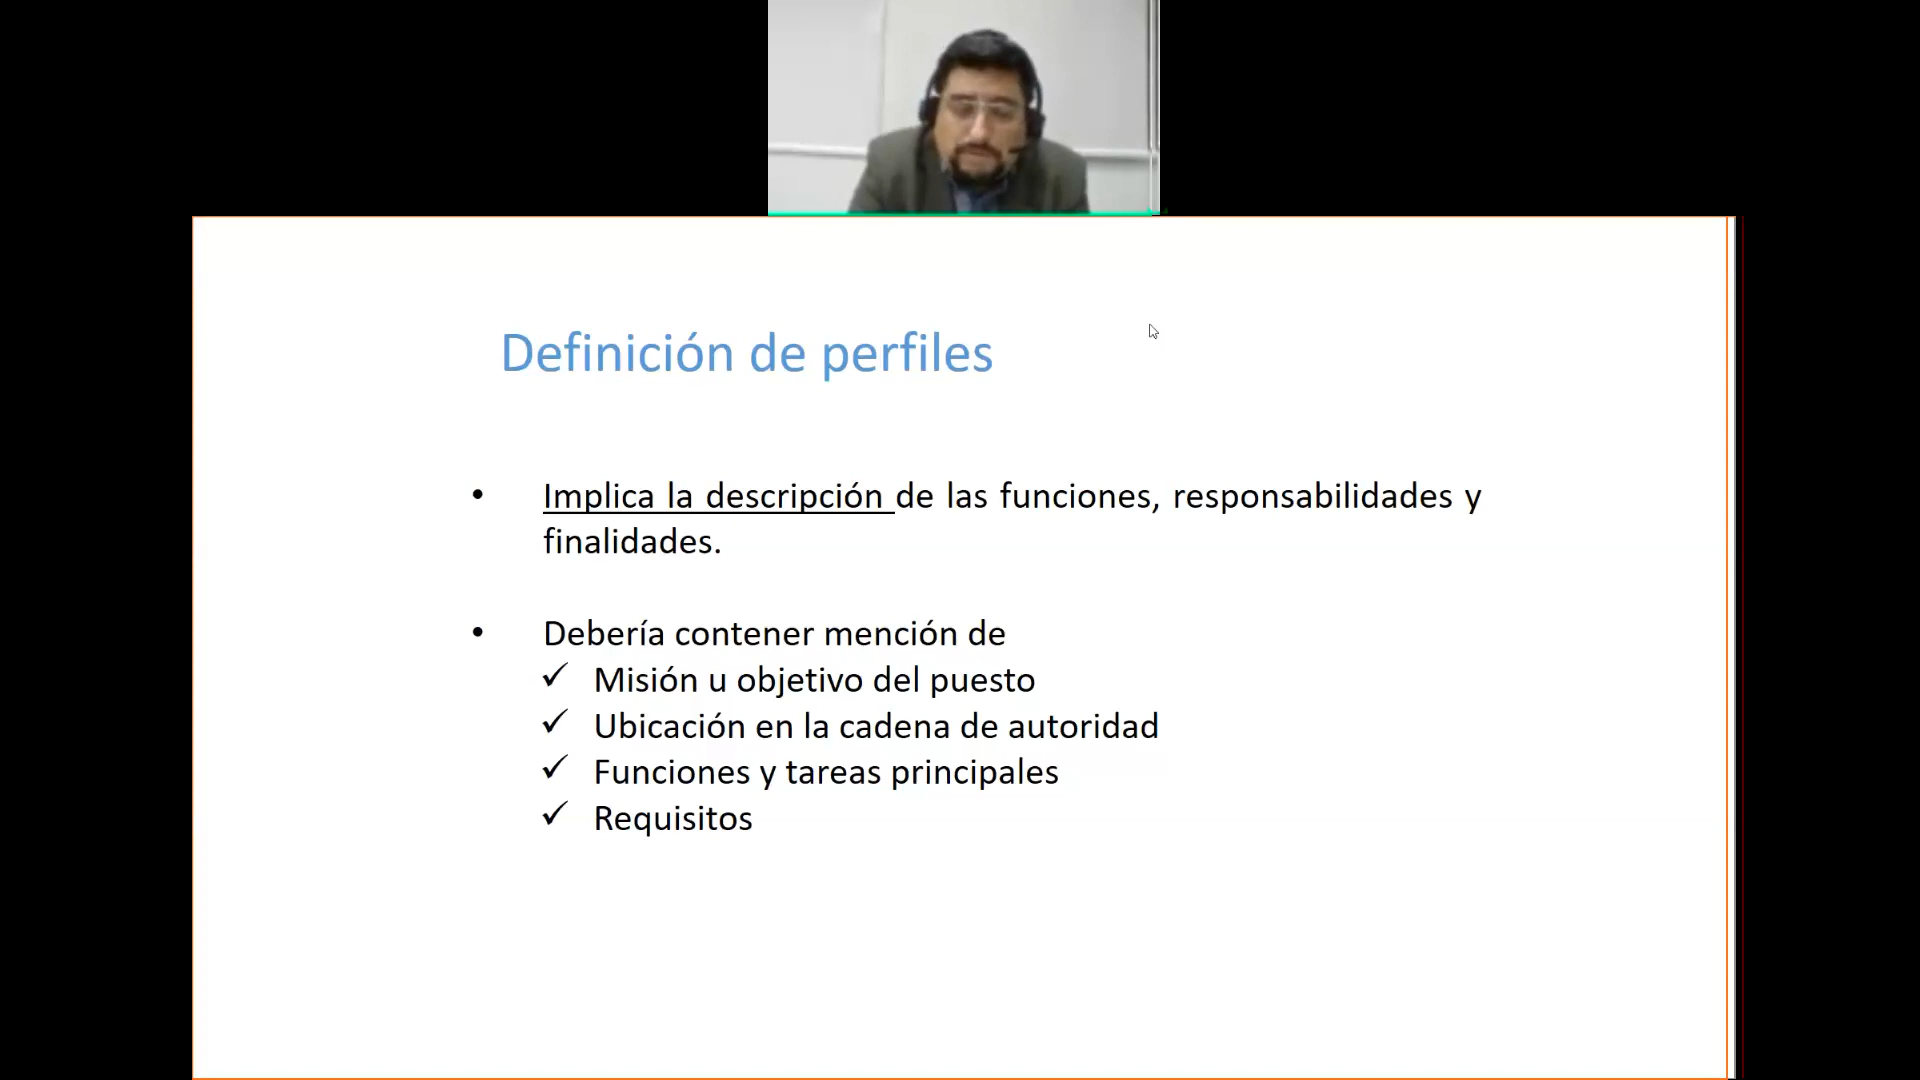 Definición de perfiles
• Implica la descripción de las funciones, responsabilidades y
finalidades.
• Debería contener mención de
✓ Misión u objetivo del puesto
✓ Ubicación en la cadena de autoridad
✓ Funciones y tareas principales
✓ Requisitos